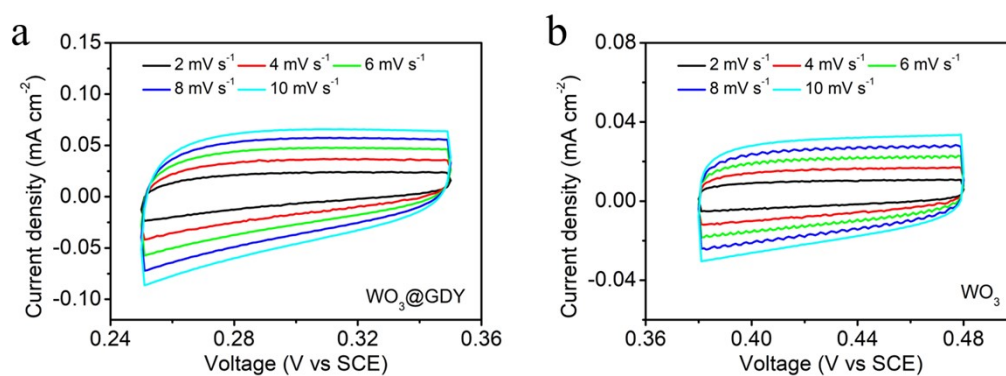 a
0.15
0.10
0.05
0.00
-0.05
-0.10
Current density (mA cm⁻²)
2 mV s⁻¹ 4 mV s⁻¹ 6 mV s⁻¹
8 mV s⁻¹ 10 mV s⁻¹
WO₃@GDY
0.24 0.28 0.32 0.36
Voltage (V vs SCE)
b
0.08
0.04
0.00
-0.04
Current density (mA cm⁻²)
2 mV s⁻¹ 4 mV s⁻¹ 6 mV s⁻¹
8 mV s⁻¹ 10 mV s⁻¹
WO₃
0.36 0.40 0.44 0.48
Voltage (V vs SCE)